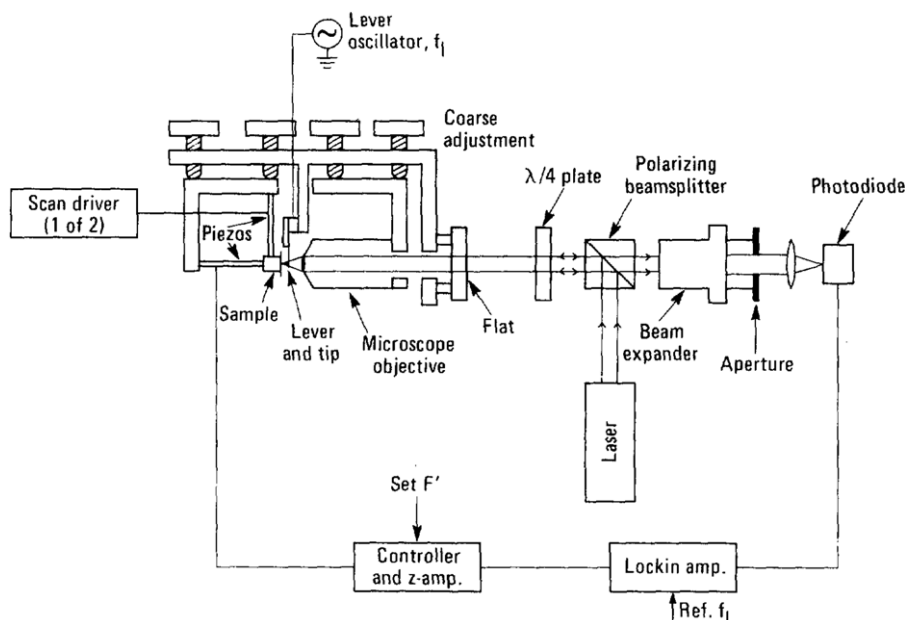 Lever
oscillator, f₁
Coarse
adjustment
λ/4 plate
Polarizing
beamsplitter
Photodiode
Scan driver
(1 of 2)
Piezos
Sample
Lever
and tip
Microscope
objective
Flat
Beam
expander
Aperture
Laser
Set F'
Controller
and z-amp.
Lockin amp.
Ref. f₁